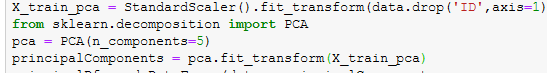 X_train_pca = StandardScaler().fit_transform(data.drop('ID',axis=1)
from sklearn.decomposition import PCA
pca = PCA(n_components=5)
principalComponents = pca.fit_transform(X_train_pca)